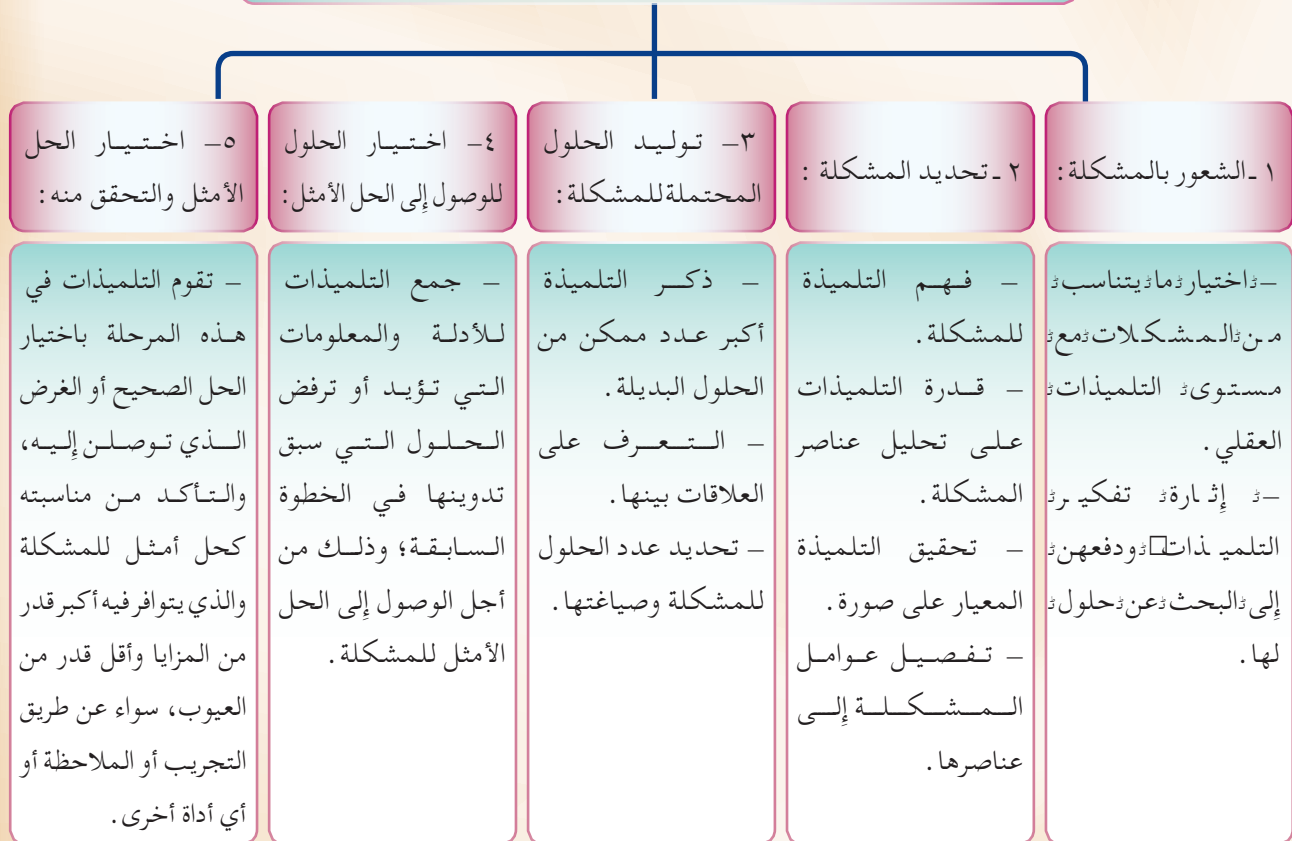 ١ ـ الشعور بالمشكلة :
– اختيار ما يتناسب
من المشكلات مع
مستوى التلميذات
العقلي .
– إِثارة تفكير
التلميذات ودفعهن
إِلى البحث عن حلول
لها .
٢ ـ تحديد المشكلة :
– فهم التلميذة
للمشكلة .
– قدرة التلميذات
على تحليل عناصر
المشكلة .
– تحقيق التلميذة
المعيار على صورة .
– تفصيل عوامل
المشكلة إِلى
عناصرها .
٣– توليد الحلول
المحتملة للمشكلة :
– ذكر التلميذة
أكبر عدد ممكن من
الحلول البديلة .
– التعرف على
العلاقات بينها .
– تحديد عدد الحلول
للمشكلة وصياغتها .
٤– اختيار الحلول
للوصول إِلى الحل الأمثل :
– جمع التلميذات
للأدلة والمعلومات
التي تؤيد أو ترفض
الحلول التي سبق
تدوينها في الخطوة
السابقة؛ وذلك من
أجل الوصول إِلى الحل
الأمثل للمشكلة .
٥– اختيار الحل
الأمثل والتحقق منه :
– تقوم التلميذات في
هذه المرحلة باختيار
الحل الصحيح أو الغرض
الذي توصلن إِليه،
والتأكد من مناسبته
كحل أمثل للمشكلة
والذي يتوافر فيه أكبر قدر
من المزايا وأقل قدر من
العيوب، سواء عن طريق
التجريب أو الملاحظة أو
أي أداة أخرى .